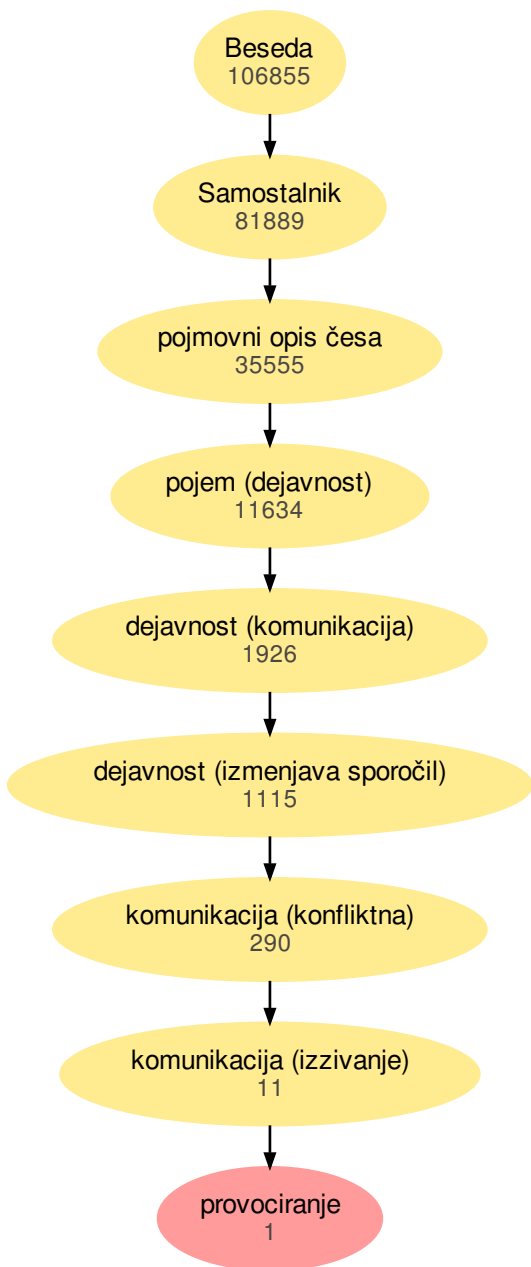 Beseda
106855
Samostalnik
81889
pojmovni opis česa
35555
pojem (dejavnost)
11634
dejavnost (komunikacija)
1926
dejavnost (izmenjava sporočil)
1115
komunikacija (konfliktna)
290
komunikacija (izzivanje)
11
provociranje
1